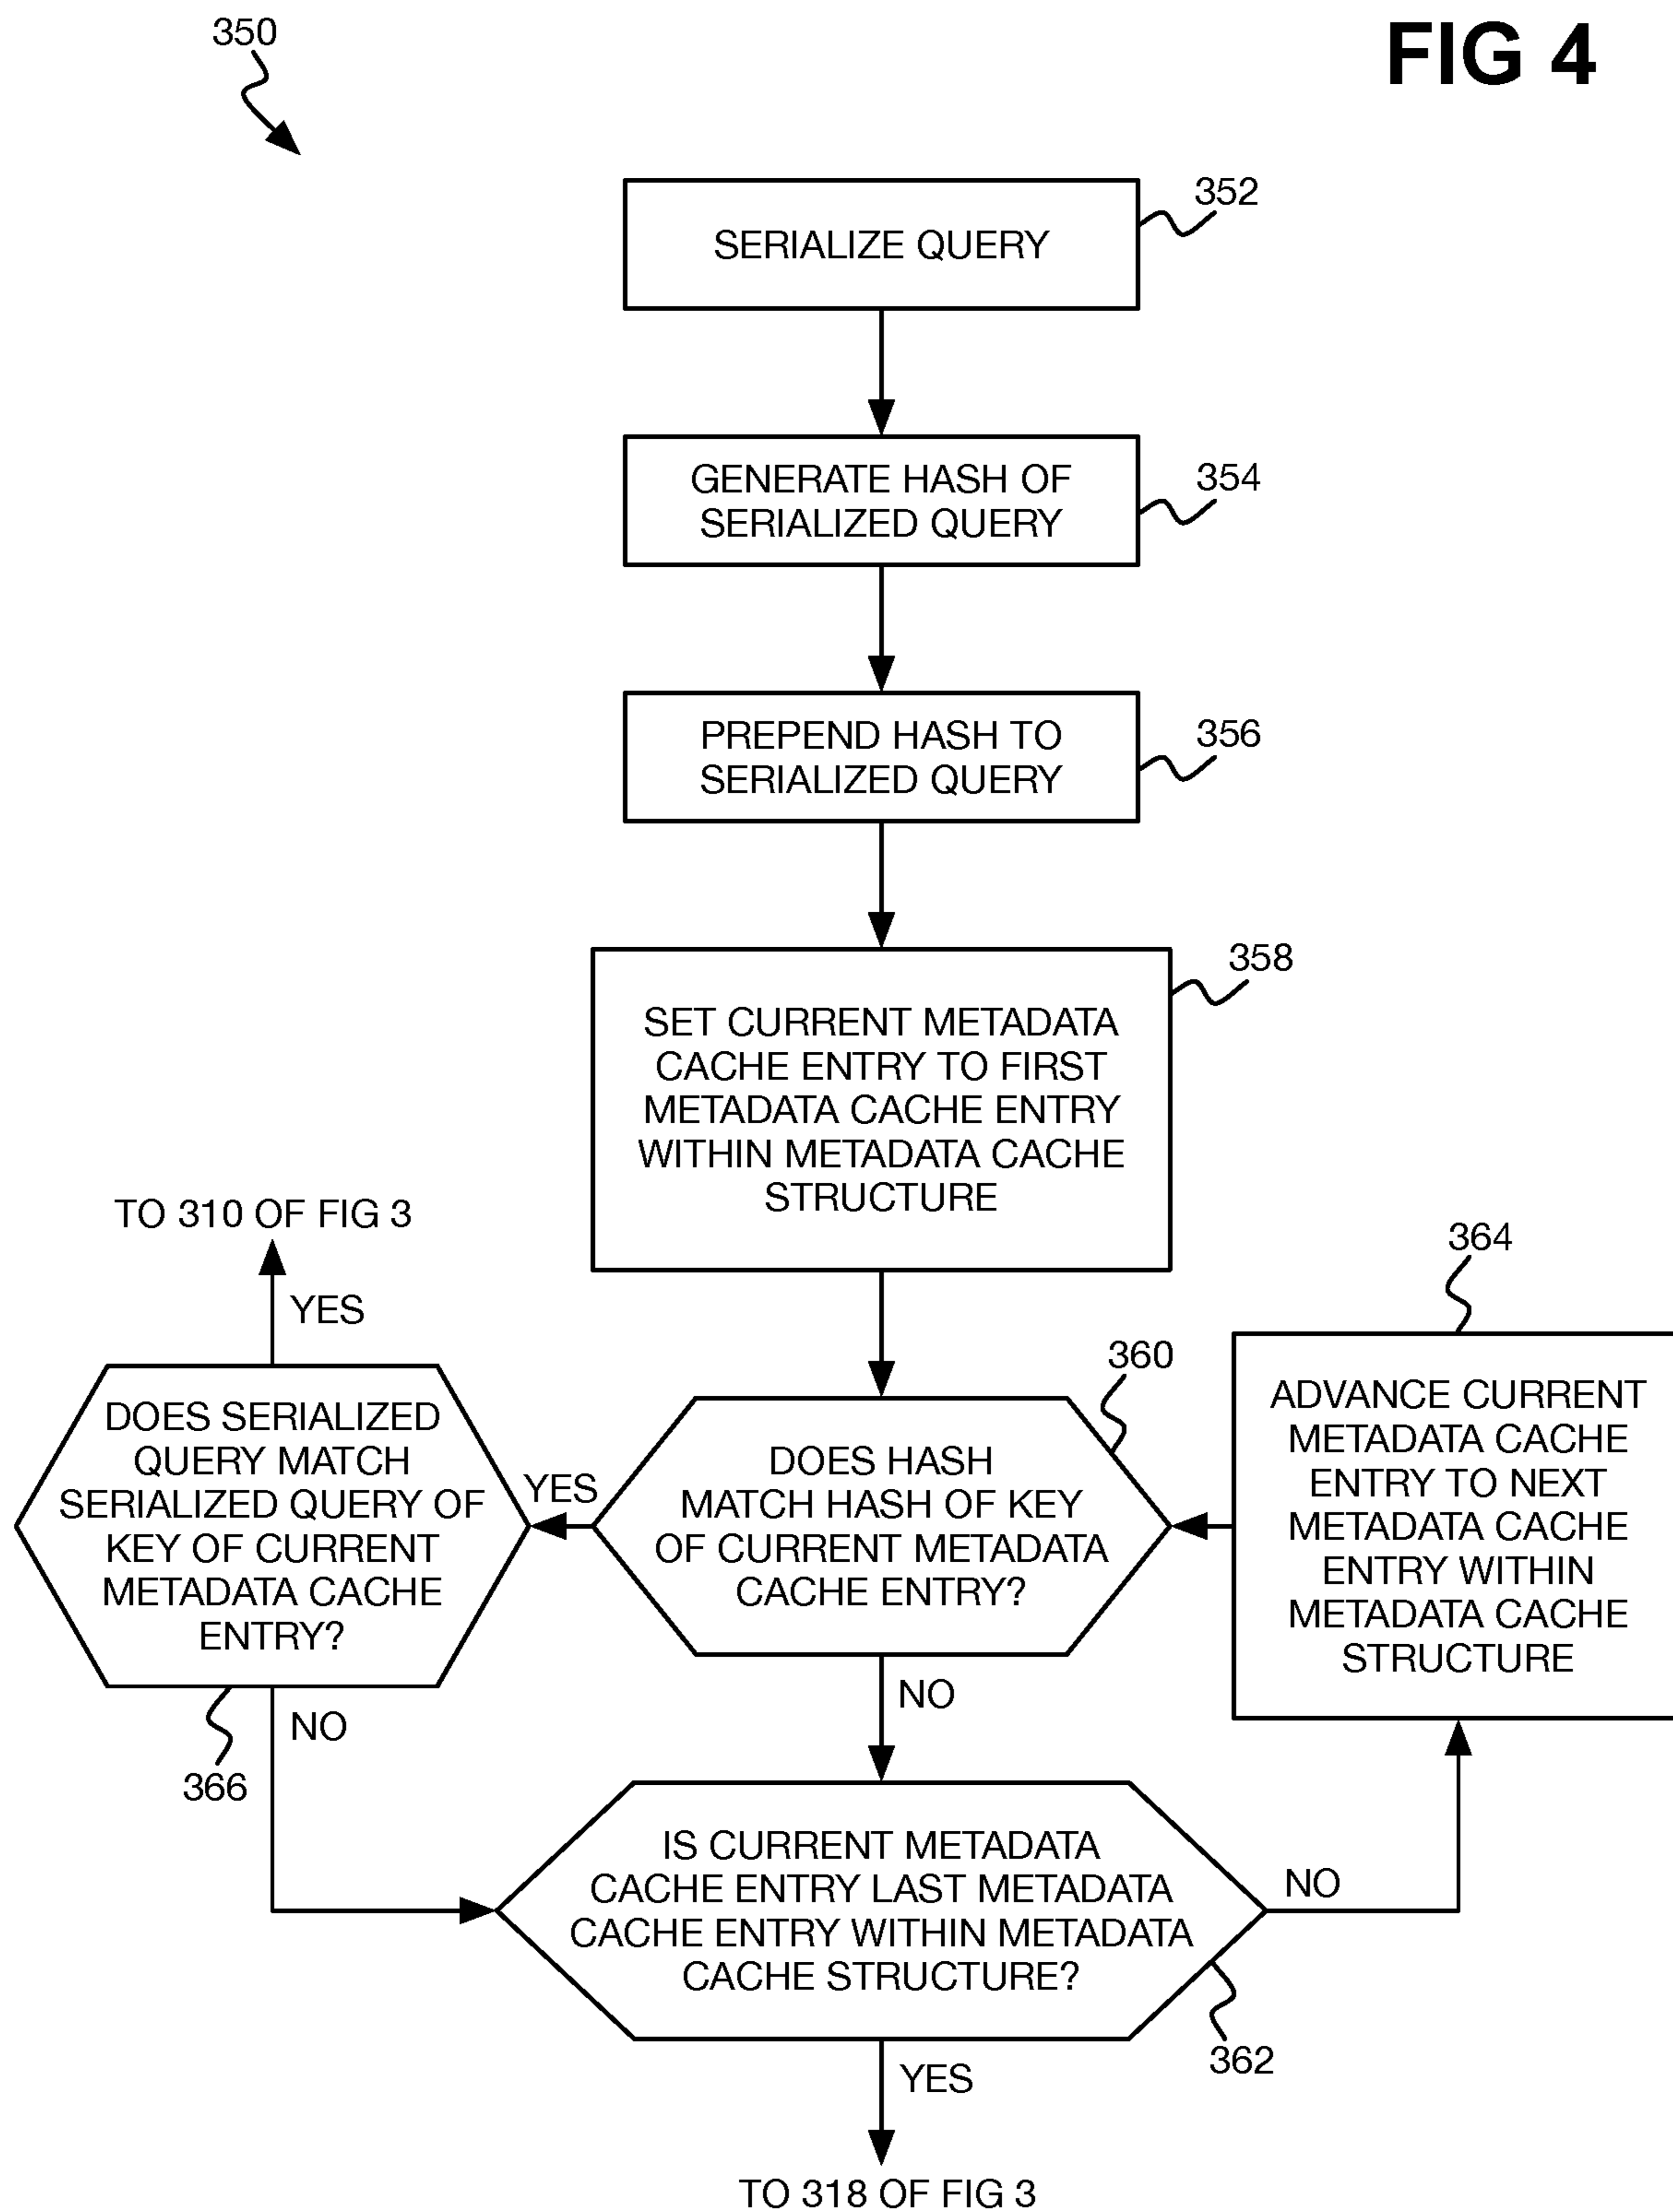 350
FIG 4
352
SERIALIZE QUERY
354
GENERATE HASH OF
SERIALIZED QUERY
356
PREPEND HASH TO
SERIALIZED QUERY
358
SET CURRENT METADATA
CACHE ENTRY TO FIRST
METADATA CACHE ENTRY
WITHIN METADATA CACHE
STRUCTURE
TO 310 OF FIG 3
YES
364
360
DOES SERIALIZED
QUERY MATCH
SERIALIZED QUERY OF
KEY OF CURRENT
METADATA CACHE
ENTRY?
YES
DOES HASH
MATCH HASH OF KEY
OF CURRENT METADATA
CACHE ENTRY?
ADVANCE CURRENT
METADATA CACHE
ENTRY TO NEXT
METADATA CACHE
ENTRY WITHIN
METADATA CACHE
STRUCTURE
NO
NO
366
IS CURRENT METADATA
CACHE ENTRY LAST METADATA
CACHE ENTRY WITHIN METADATA
CACHE STRUCTURE?
NO
362
YES
TO 318 OF FIG 3